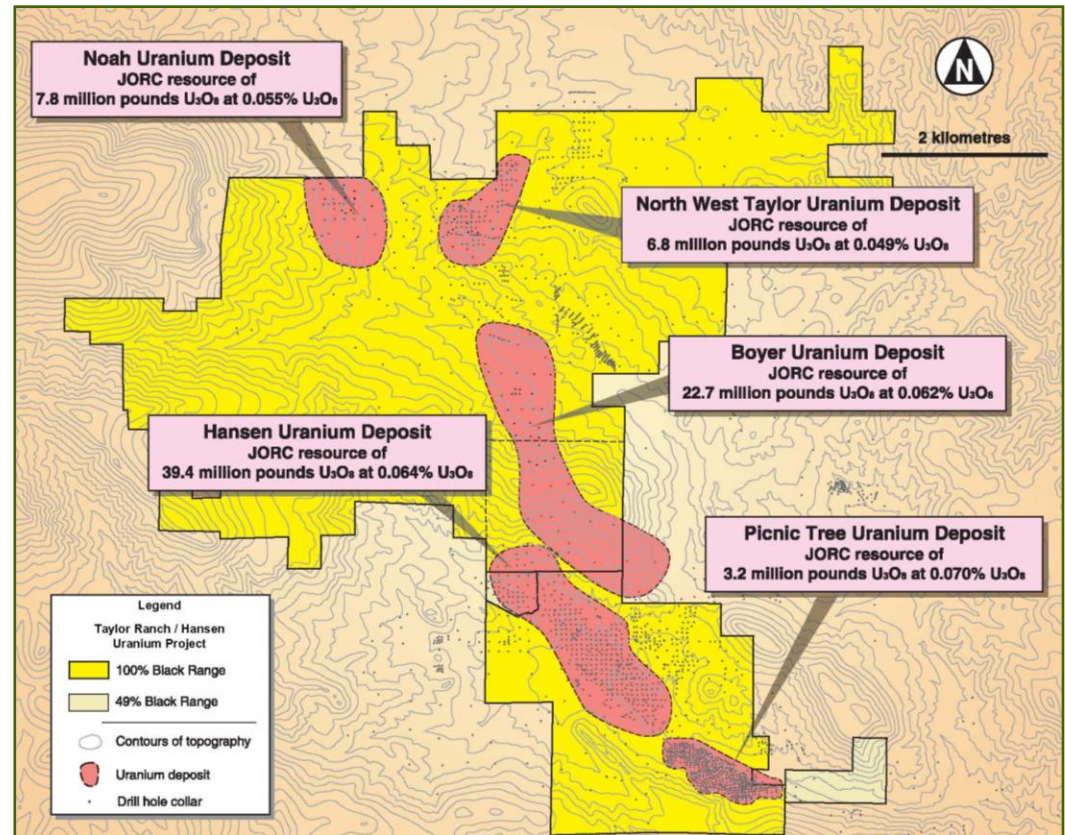 Noah Uranium Deposit
JORC resource of
7.8 million pounds U₃O₈ at 0.055% U₃O₈
N
2 kilometres
North West Taylor Uranium Deposit
JORC resource of
6.8 million pounds U₃O₈ at 0.049% U₃O₈
Boyer Uranium Deposit
JORC resource of
22.7 million pounds U₃O₈ at 0.062% U₃O₈
Hansen Uranium Deposit
JORC resource of
39.4 million pounds U₃O₈ at 0.064% U₃O₈
Picnic Tree Uranium Deposit
JORC resource of
3.2 million pounds U₃O₈ at 0.070% U₃O₈
Legend
Taylor Ranch / Hansen
Uranium Project
100% Black Range
49% Black Range
Contours of topography
Uranium deposit
Drill hole collar